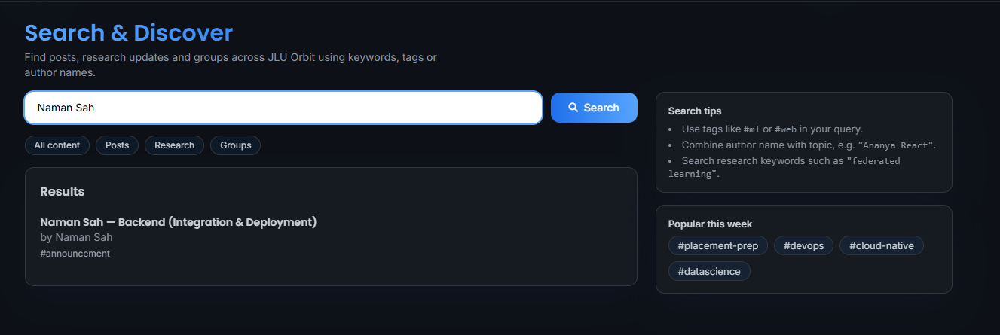 Search & Discover
Find posts, research updates and groups across JLU Orbit using keywords, tags or
author names.
Naman Sah
Search
All content
Posts
Research
Groups
Results
Naman Sah — Backend (Integration & Deployment)
by Naman Sah
#announcement
Search tips
• Use tags like #ml or #web in your query.
• Combine author name with topic, e.g. "Ananya React".
• Search research keywords such as "federated
learning".
Popular this week
#placement-prep
#devops
#cloud-native
#datascience